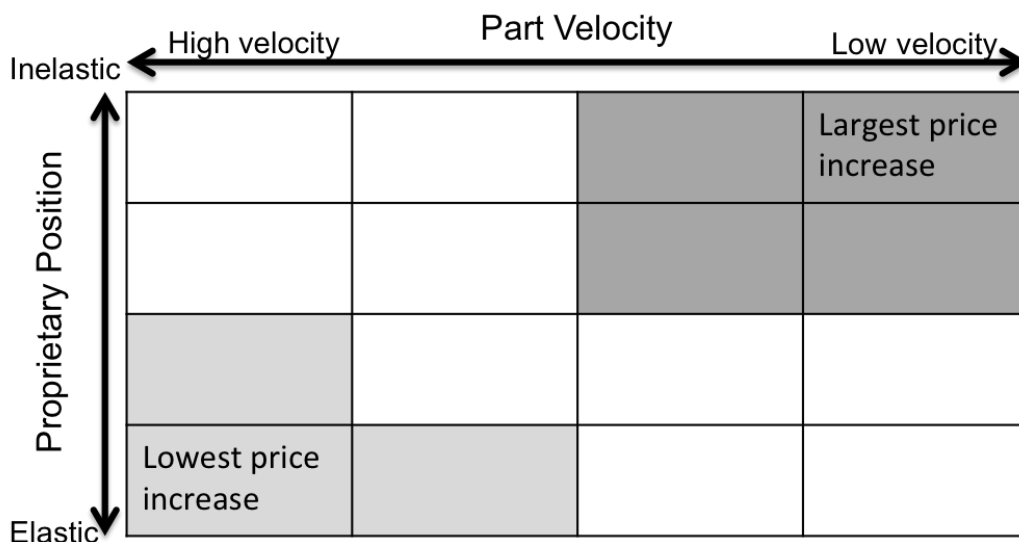 Part Velocity
High velocity
Low velocity
Inelastic
Largest price
increase
Proprietary Position
Lowest price
increase
Elastic